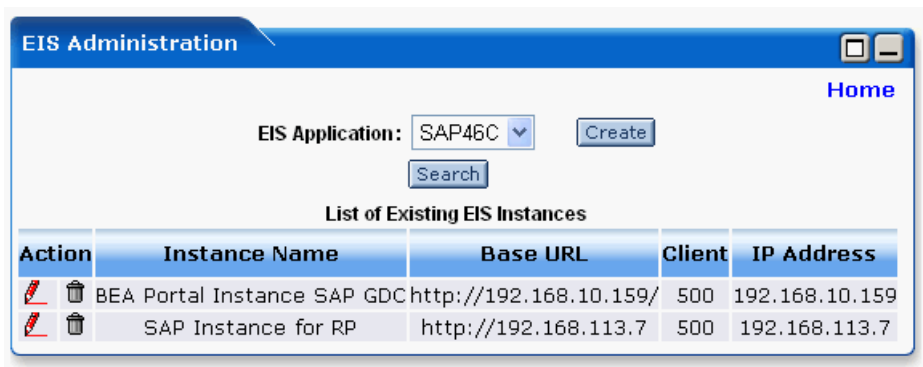 EIS Administration
Home
EIS Application: SAP46C Create
Search
List of Existing EIS Instances
Action Instance Name Base URL Client IP Address
BEA Portal Instance SAP GDC http://192.168.10.159/ 500 192.168.10.159
SAP Instance for RP http://192.168.113.7 500 192.168.113.7